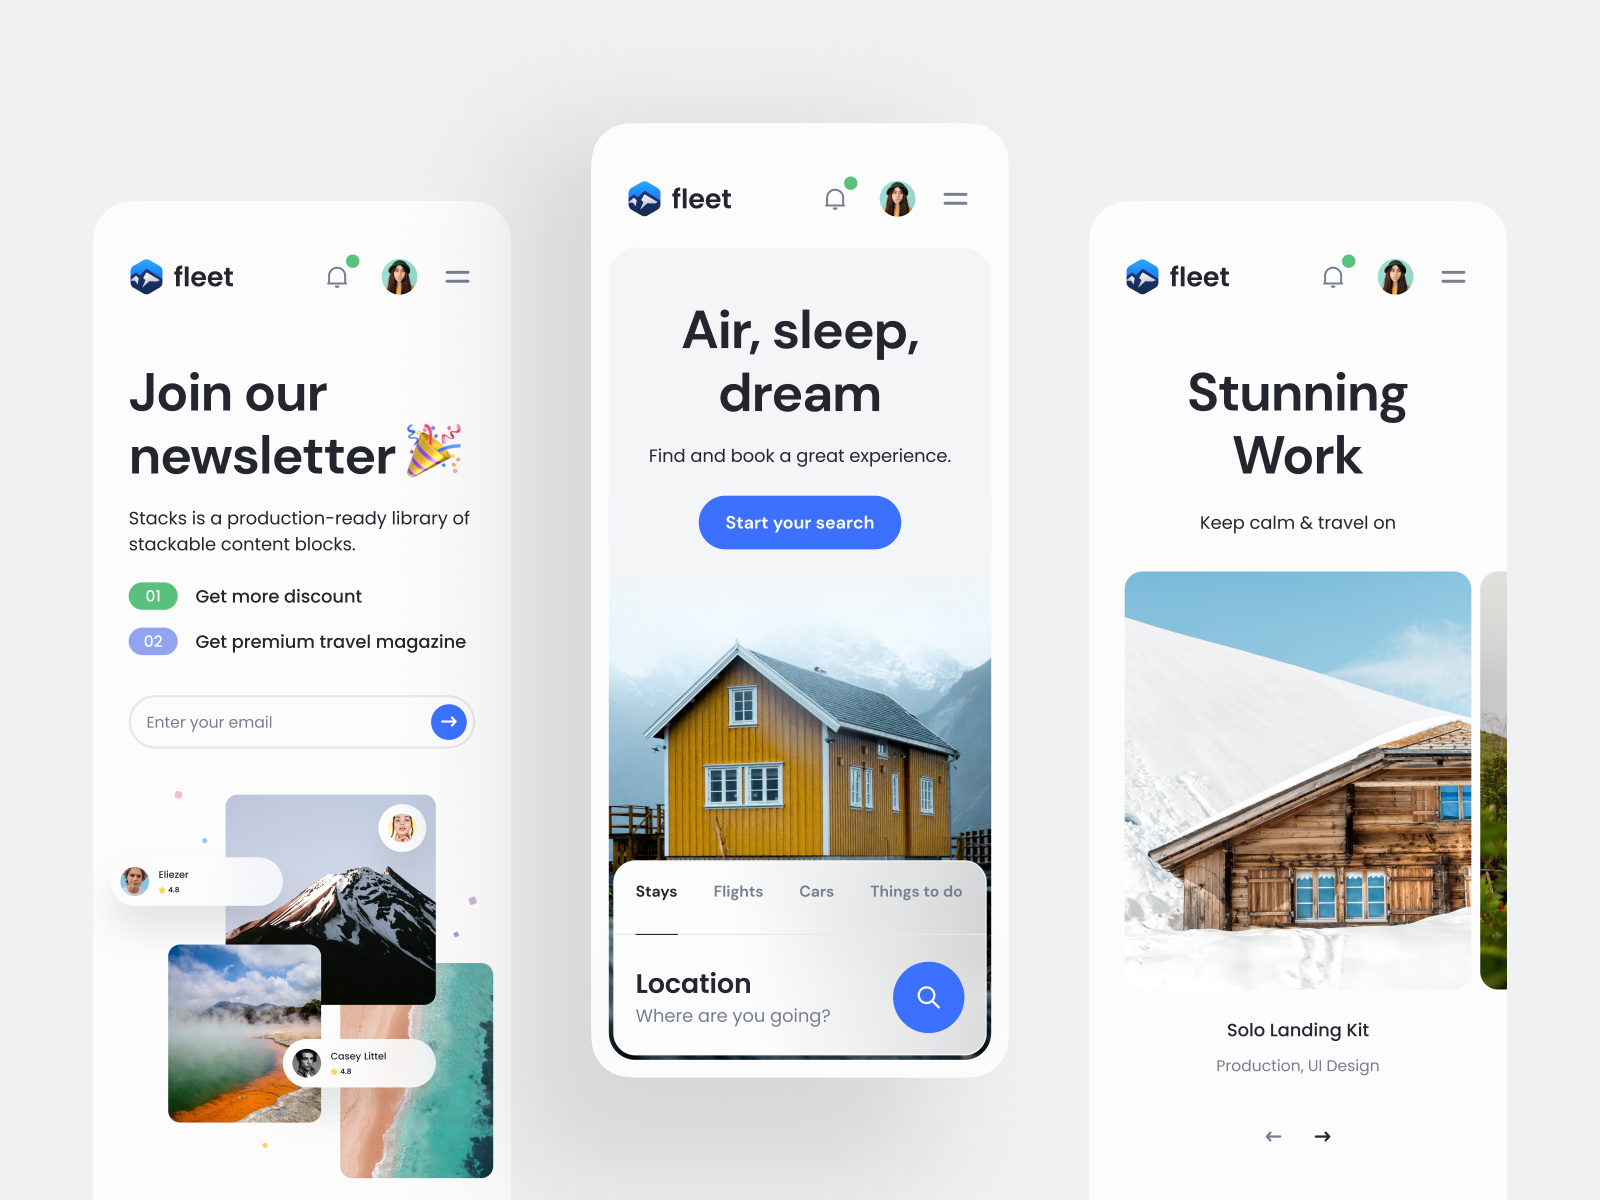 fleet
Join our
newsletter
Stacks is a production-ready library of
stackable content blocks.
01 Get more discount
02 Get premium travel magazine
Enter your email
Eliezer
4.8
Casey Littel
4.8
fleet
Air, sleep,
dream
Find and book a great experience.
Start your search
Stays Flights Cars Things to do
Location
Where are you going?
fleet
Stunning
Work
Keep calm & travel on
Solo Landing Kit
Production, UI Design